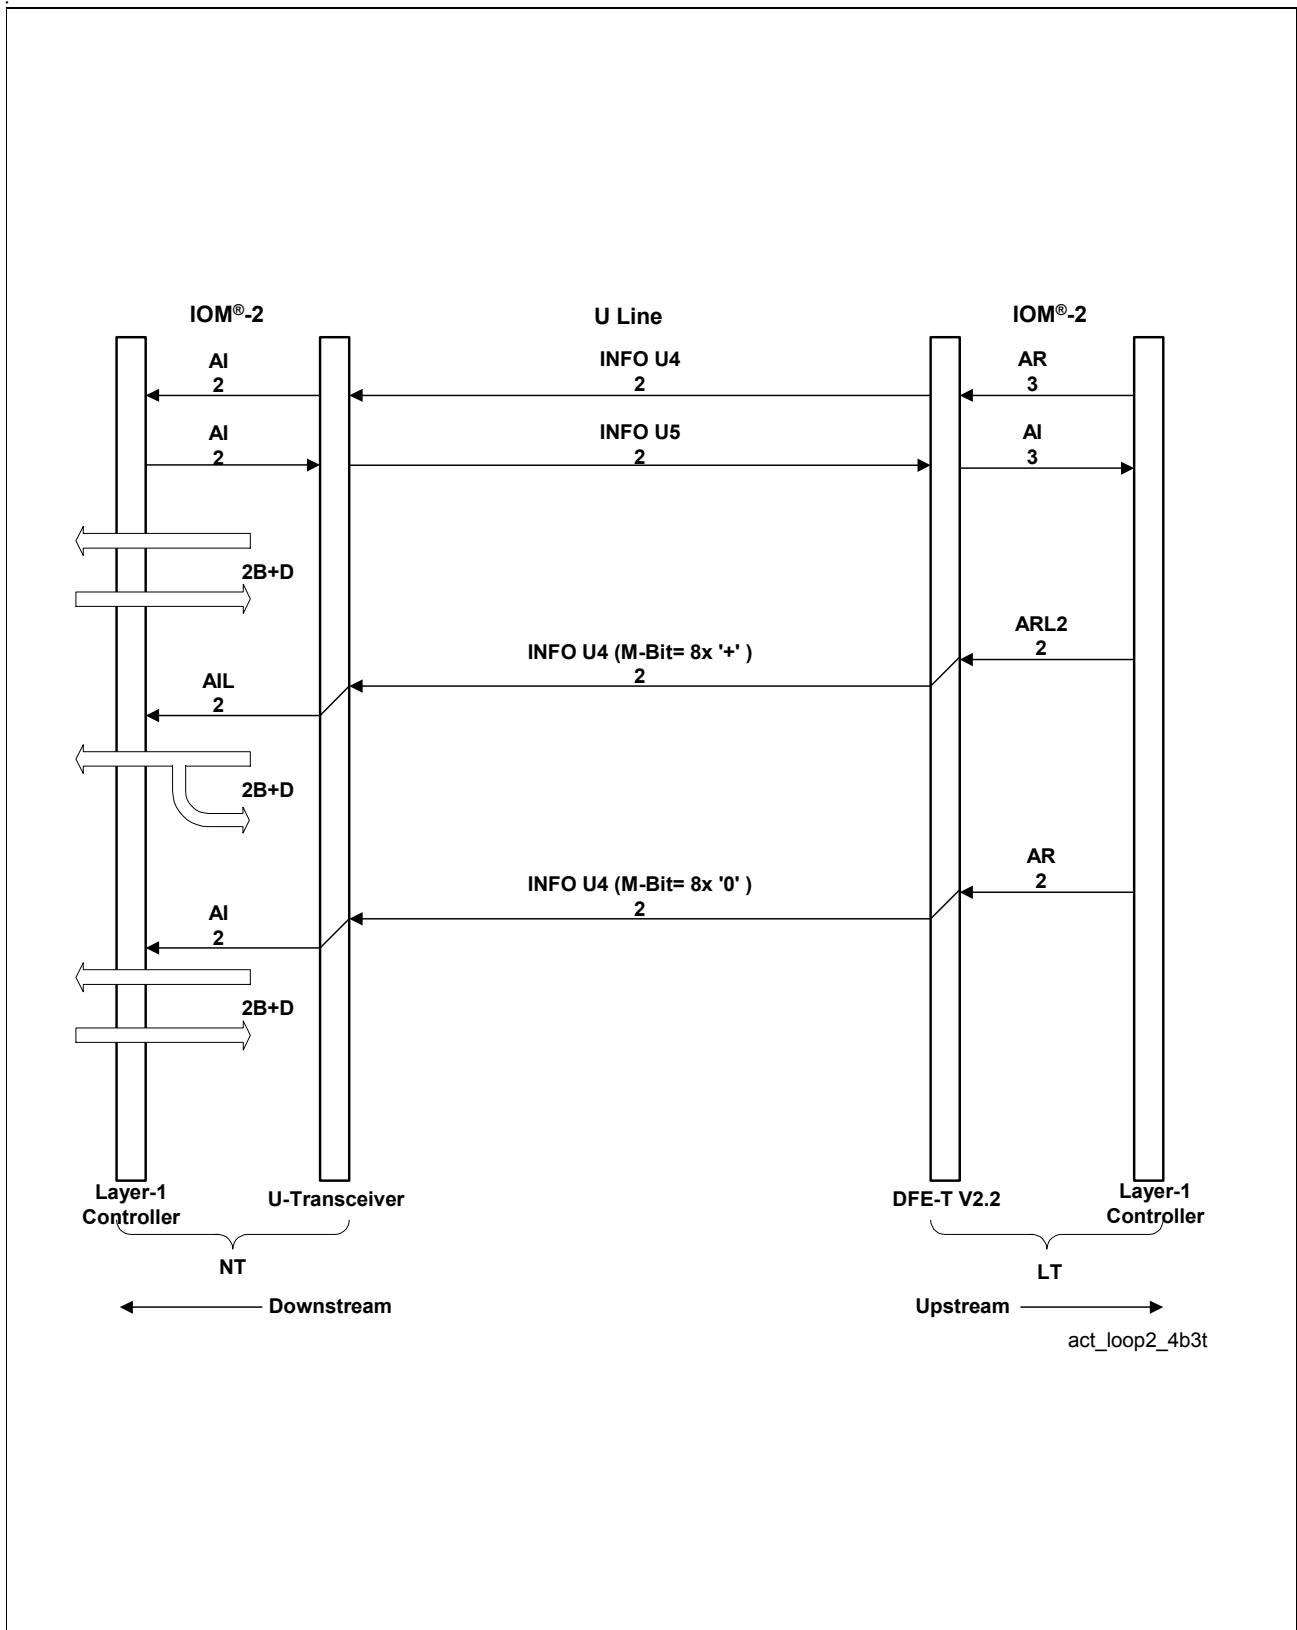 IOM®-2
U Line
IOM®-2
AI
2
INFO U4
2
AR
3
AI
2
INFO U5
2
AI
3
2B+D
ARL2
2
INFO U4 (M-Bit= 8x '+' )
2
AIL
2
2B+D
AR
2
INFO U4 (M-Bit= 8x '0' )
2
AI
2
2B+D
Layer-1
Controller
U-Transceiver
DFE-T V2.2
Layer-1
Controller
NT
LT
Downstream
Upstream
act_loop2_4b3t